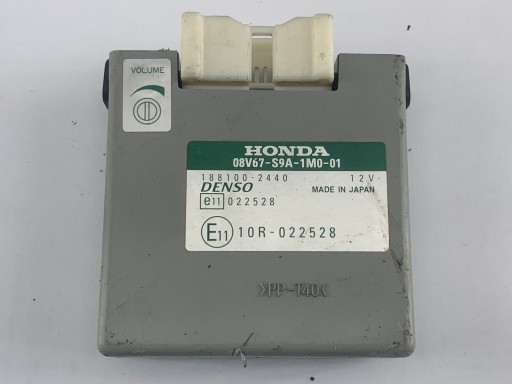 VOLUME
HONDA
08V67-S9A-1M0-01
188100-2440 12V
DENSO MADE IN JAPAN
e11 022528
E11 10R-022528
>PP-T40<